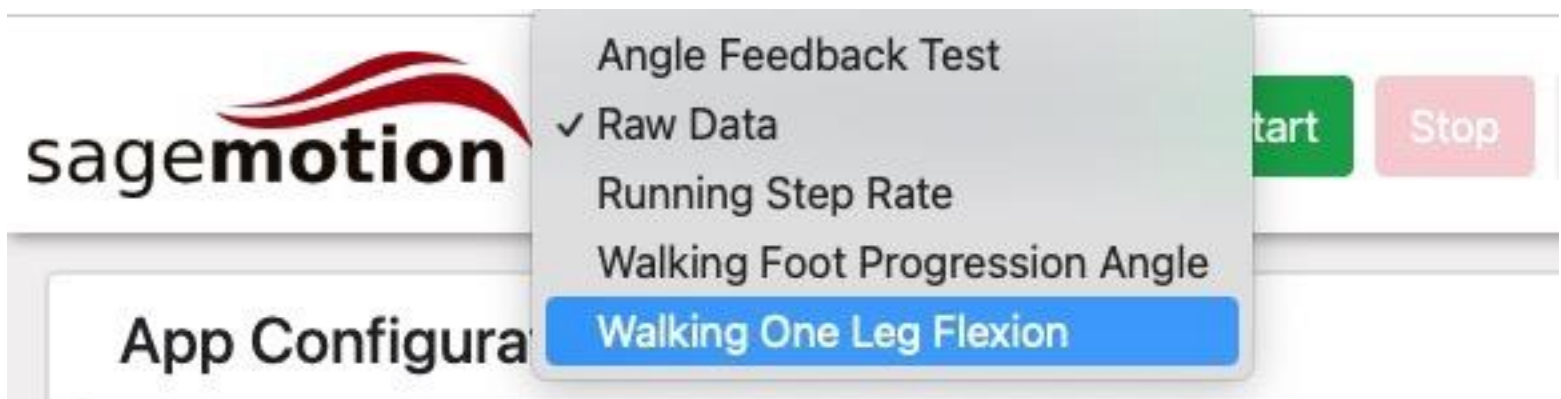 sagemotion
Angle Feedback Test
✓ Raw Data
Running Step Rate
Walking Foot Progression Angle
Walking One Leg Flexion
tart
Stop
App Configura